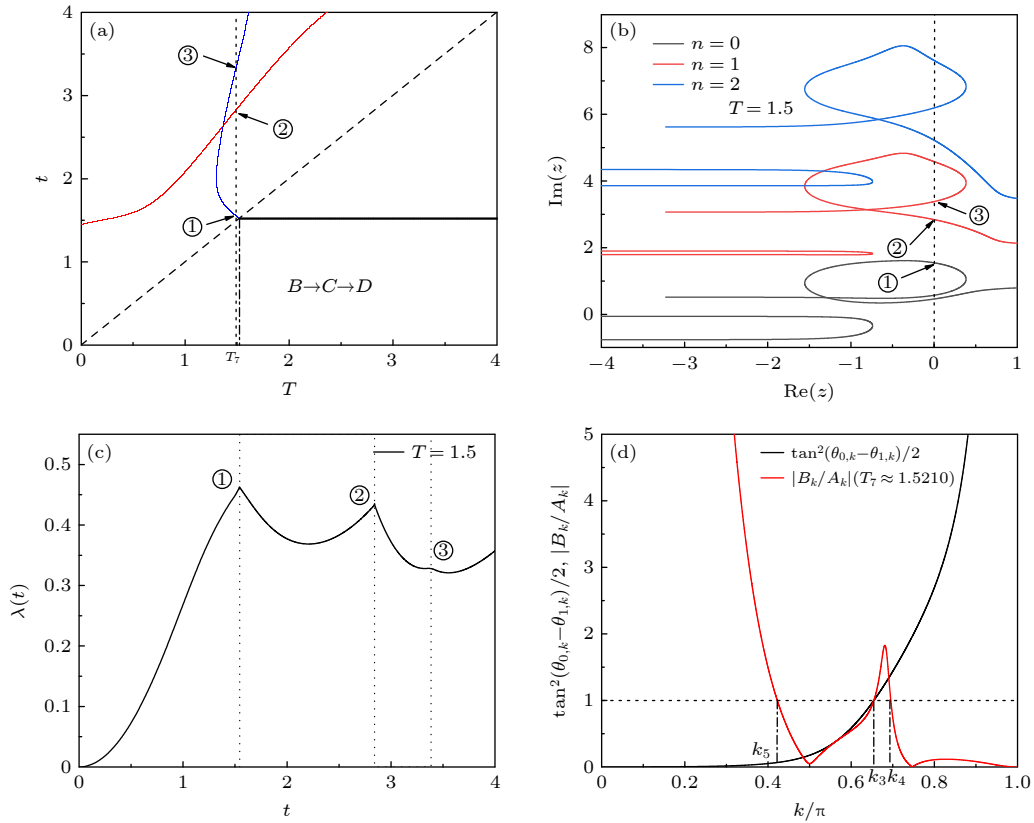 (a)
4
3
2
1
0
t
③
②
①
B→C→D
0
1
T₇
2
3
4
T
(b)
n = 0
n = 1
n = 2
T = 1.5
8
6
4
2
0
Im(z)
③
②
①
−4
−3
−2
−1
0
1
Re(z)
(c)
T = 1.5
0.5
0.4
0.3
0.2
0.1
0
λ(t)
①
②
③
0
1
2
3
4
t
(d)
tan²(θ₀,ₖ−θ₁,ₖ)/2
|Bₖ/Aₖ|(T₇ ≈ 1.5210)
5
4
3
2
1
0
tan²(θ₀,ₖ−θ₁,ₖ)/2, |Bₖ/Aₖ|
k₅
k₃
k₄
0
0.2
0.4
0.6
0.8
1.0
k/π